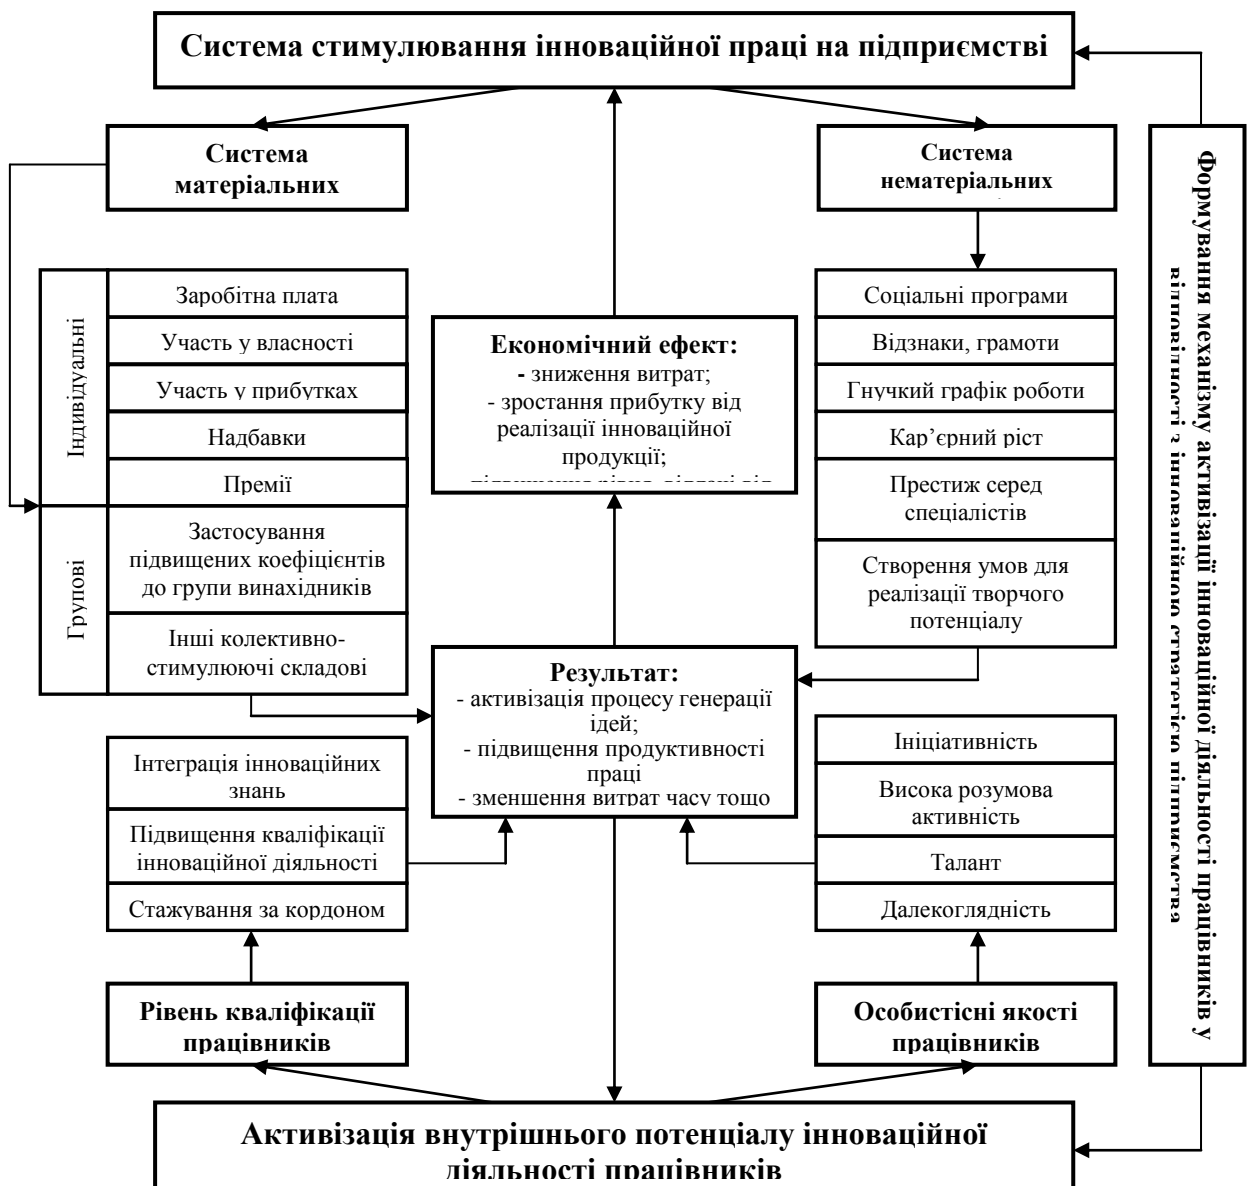 Система стимулювання інноваційної праці на підприємстві
Система
матеріальних
Система
нематеріальних
Індивідуальні
Заробітна плата
Участь у власності
Участь у прибутках
Надбавки
Премії
Групові
Застосування
підвищених коефіцієнтів
до групи винахідників
Інші колективно-
стимулюючі складові
Економічний ефект:
- зниження витрат;
- зростання прибутку від
реалізації інноваційної
продукції;
Соціальні програми
Відзнаки, грамоти
Гнучкий графік роботи
Кар’єрний ріст
Престиж серед
спеціалістів
Створення умов для
реалізації творчого
потенціалу
Результат:
- активізація процесу генерації
ідей;
- підвищення продуктивності
праці
- зменшення витрат часу тощо
Інтеграція інноваційних
знань
Підвищення кваліфікації
інноваційної діяльності
Стажування за кордоном
Ініціативність
Висока розумова
активність
Талант
Далекоглядність
Рівень кваліфікації
працівників
Особистісні якості
працівників
Активізація внутрішнього потенціалу інноваційної
діяльності працівників
Формування механізму активізації інноваційної діяльності працівників у
відповідності з інноваційною стратегією підприємства